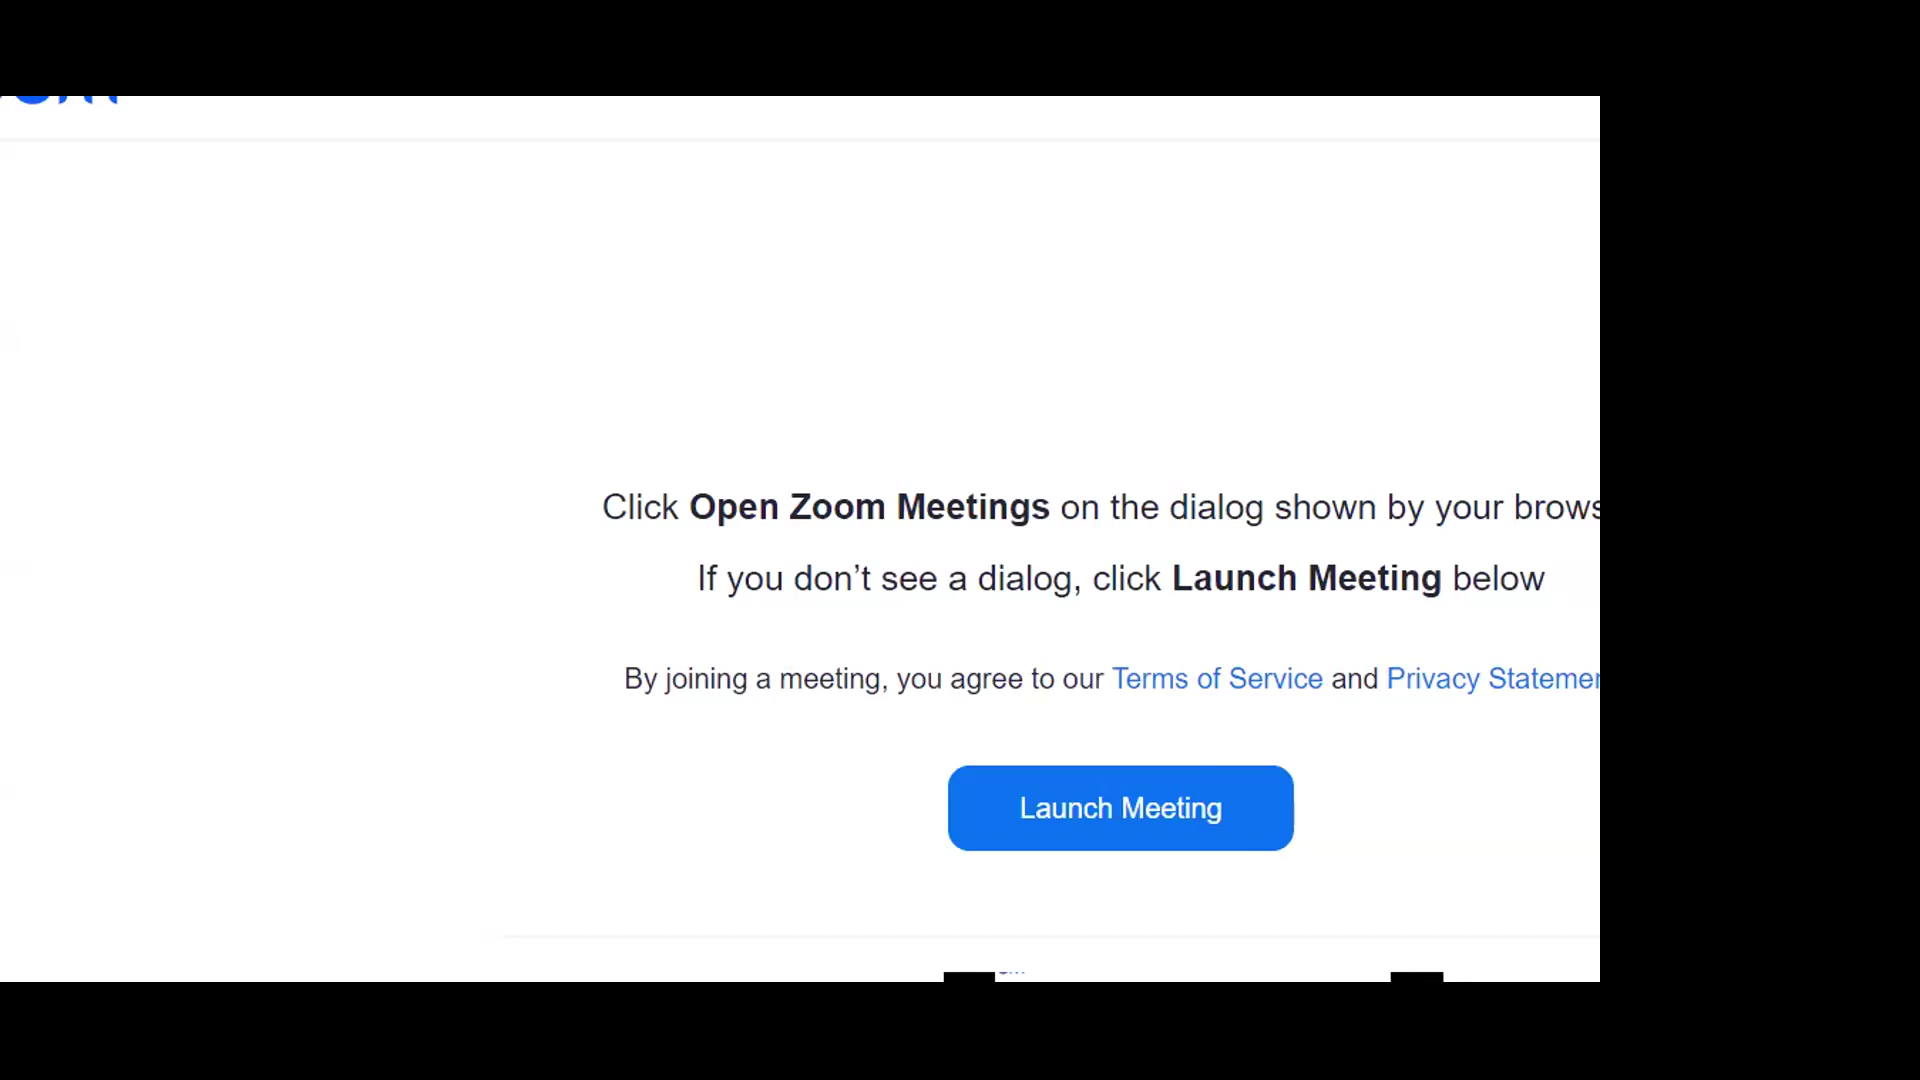 Click Open Zoom Meetings on the dialog shown by your brows
If you don’t see a dialog, click Launch Meeting below
By joining a meeting, you agree to our Terms of Service and Privacy Statemen
Launch Meeting